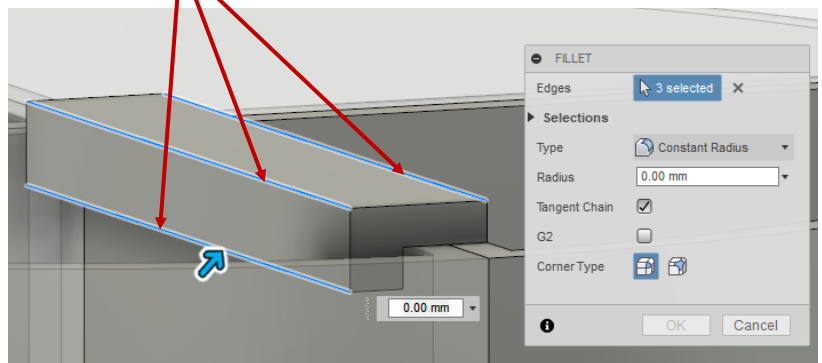 FILLET
Edges 3 selected
Selections
Type Constant Radius
Radius 0.00 mm
Tangent Chain
G2
Corner Type
OK Cancel
0.00 mm